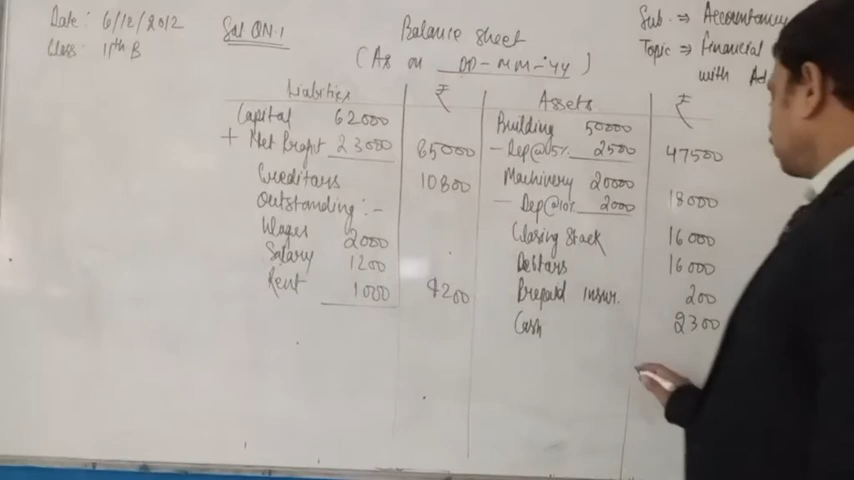 Date: 6/12/2012
Class: 11th B
Sol QN.1
Balance sheet
(As on DD-MM-YY)
Sub. ⇒ Accountancy
Topic ⇒ Financial
with Ad
Liabilities ₹ Assets ₹
Capital 62000
+ Net Profit 23000 85000
Creditors 10800
Outstanding :-
Wages 2000
Salary 1200
Rent 1000 4200
Building 50000
- Dep@5% 2500 47500
Machinery 20000
- Dep@10% 2000 18000
Closing Stock 16000
Debtors 16000
Prepaid insur. 200
Cash 2300